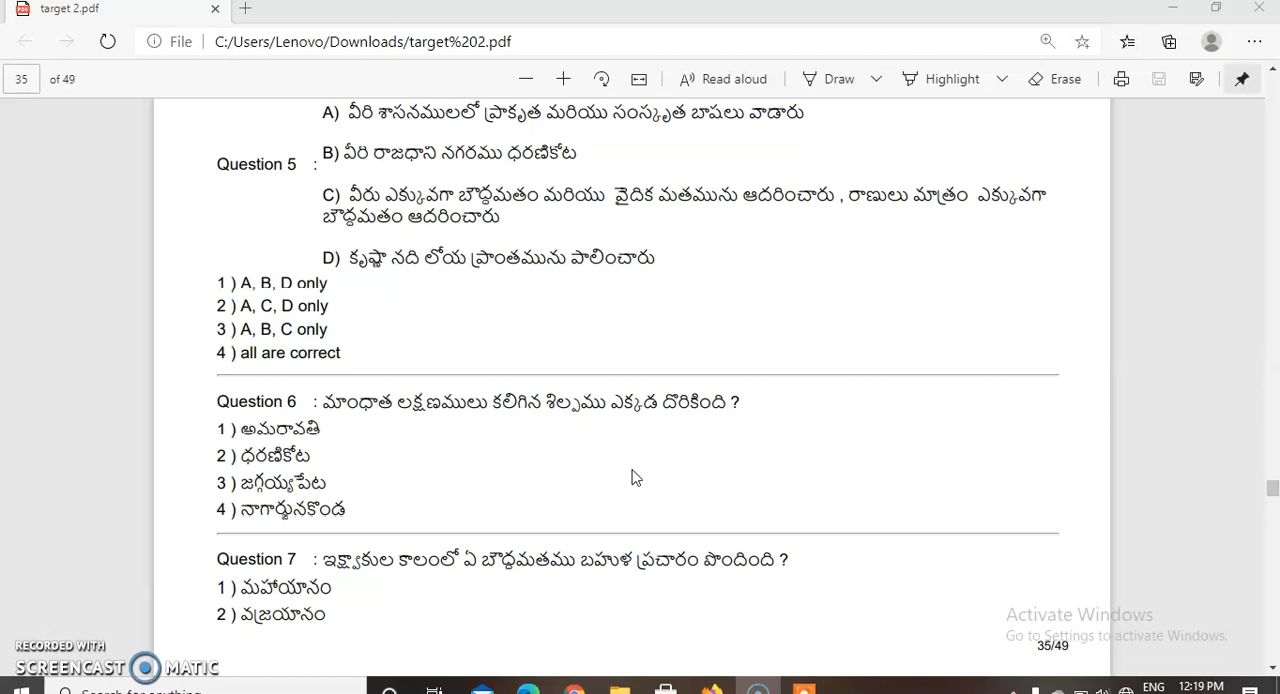 target 2.pdf
File
C:/Users/Lenovo/Downloads/target%202.pdf
35 of 49
Read aloud
Draw
Highlight
Erase
A) వీరి శాసనములలో ప్రాకృత మరియు సంస్కృత బాషలు వాడారు
Question 5 :
B) వీరి రాజధాని నగరము ధరణికోట
C) వీరు ఎక్కువగా బౌద్ధమతం మరియు వైదిక మతమును ఆదరించారు , రాణులు మాత్రం ఎక్కువగా
బౌద్ధమతం ఆదరించారు
D) కృష్ణా నది లోయ ప్రాంతమును పాలించారు
1 ) A, B, D only
2 ) A, C, D only
3 ) A, B, C only
4 ) all are correct
Question 6 : మాంధాత లక్షణములు కలిగిన శిల్పము ఎక్కడ దొరికింది ?
1 ) అమరావతి
2 ) ధరణికోట
3 ) జగ్గయ్యపేట
4 ) నాగార్జునకొండ
Question 7 : ఇక్ష్వాకుల కాలంలో ఏ బౌద్ధమతము బహుళ ప్రచారం పొందింది ?
1 ) మహాయానం
2 ) వజ్రయానం
Activate Windows
Go to Settings to activate Windows.
35/49
RECORDED WITH
SCREENCAST MATIC
Search for anything
ENG 12:19 PM